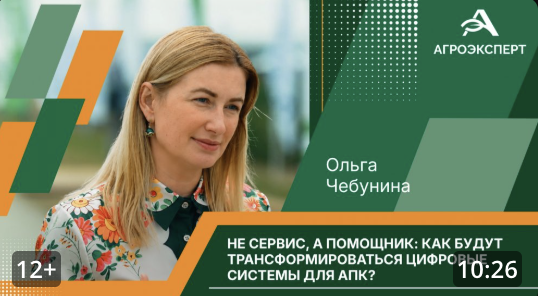 АГРОЭКСПЕРТ
Ольга
Чебунина
НЕ СЕРВИС, А ПОМОЩНИК: КАК БУДУТ
ТРАНСФОРМИРОВАТЬСЯ ЦИФРОВЫЕ
СИСТЕМЫ ДЛЯ АПК?
12+
10:26